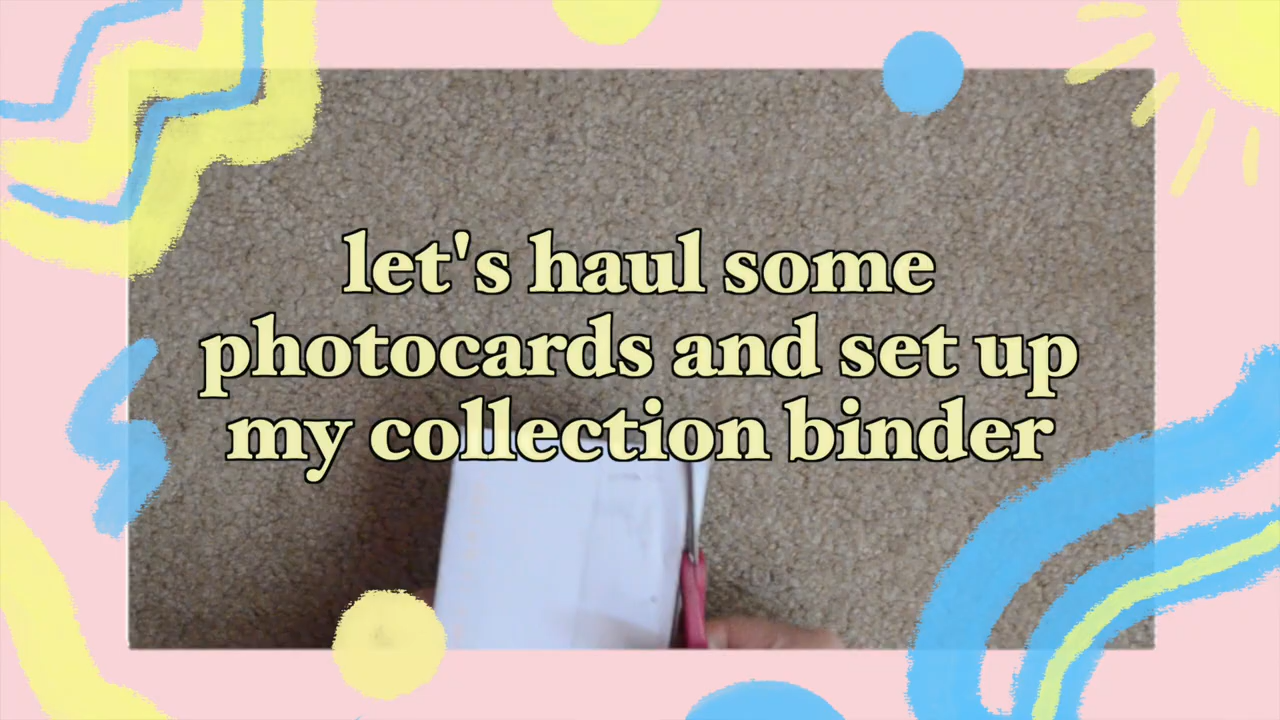 let's haul some
photocards and set up
my collection binder